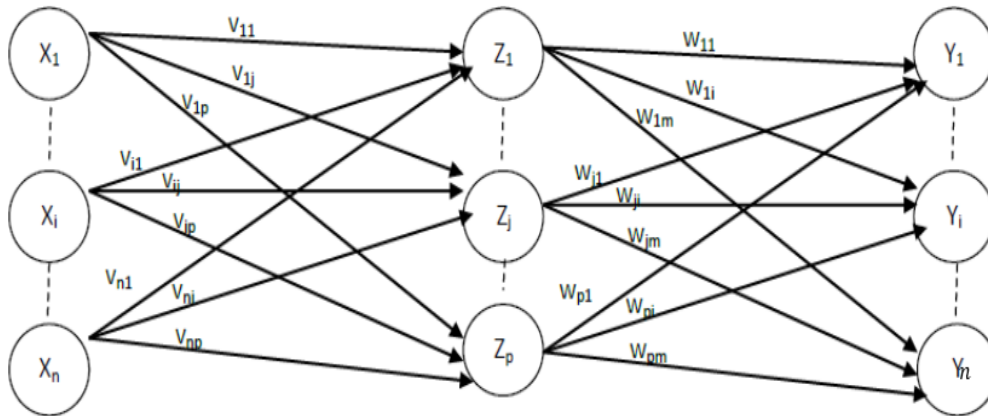 X₁
V₁₁
Z₁
W₁₁
Y₁
V₁ⱼ
W₁ᵢ
V₁ₚ
W₁ₘ
Vᵢ₁
Wⱼ₁
Xᵢ
Vᵢⱼ
Zⱼ
Wⱼᵢ
Yᵢ
Vᵢₚ
Wⱼₘ
Vₙ₁
Wₚ₁
Vₙⱼ
Wₚᵢ
Xₙ
Vₙₚ
Zₚ
Wₚₘ
Yₙ